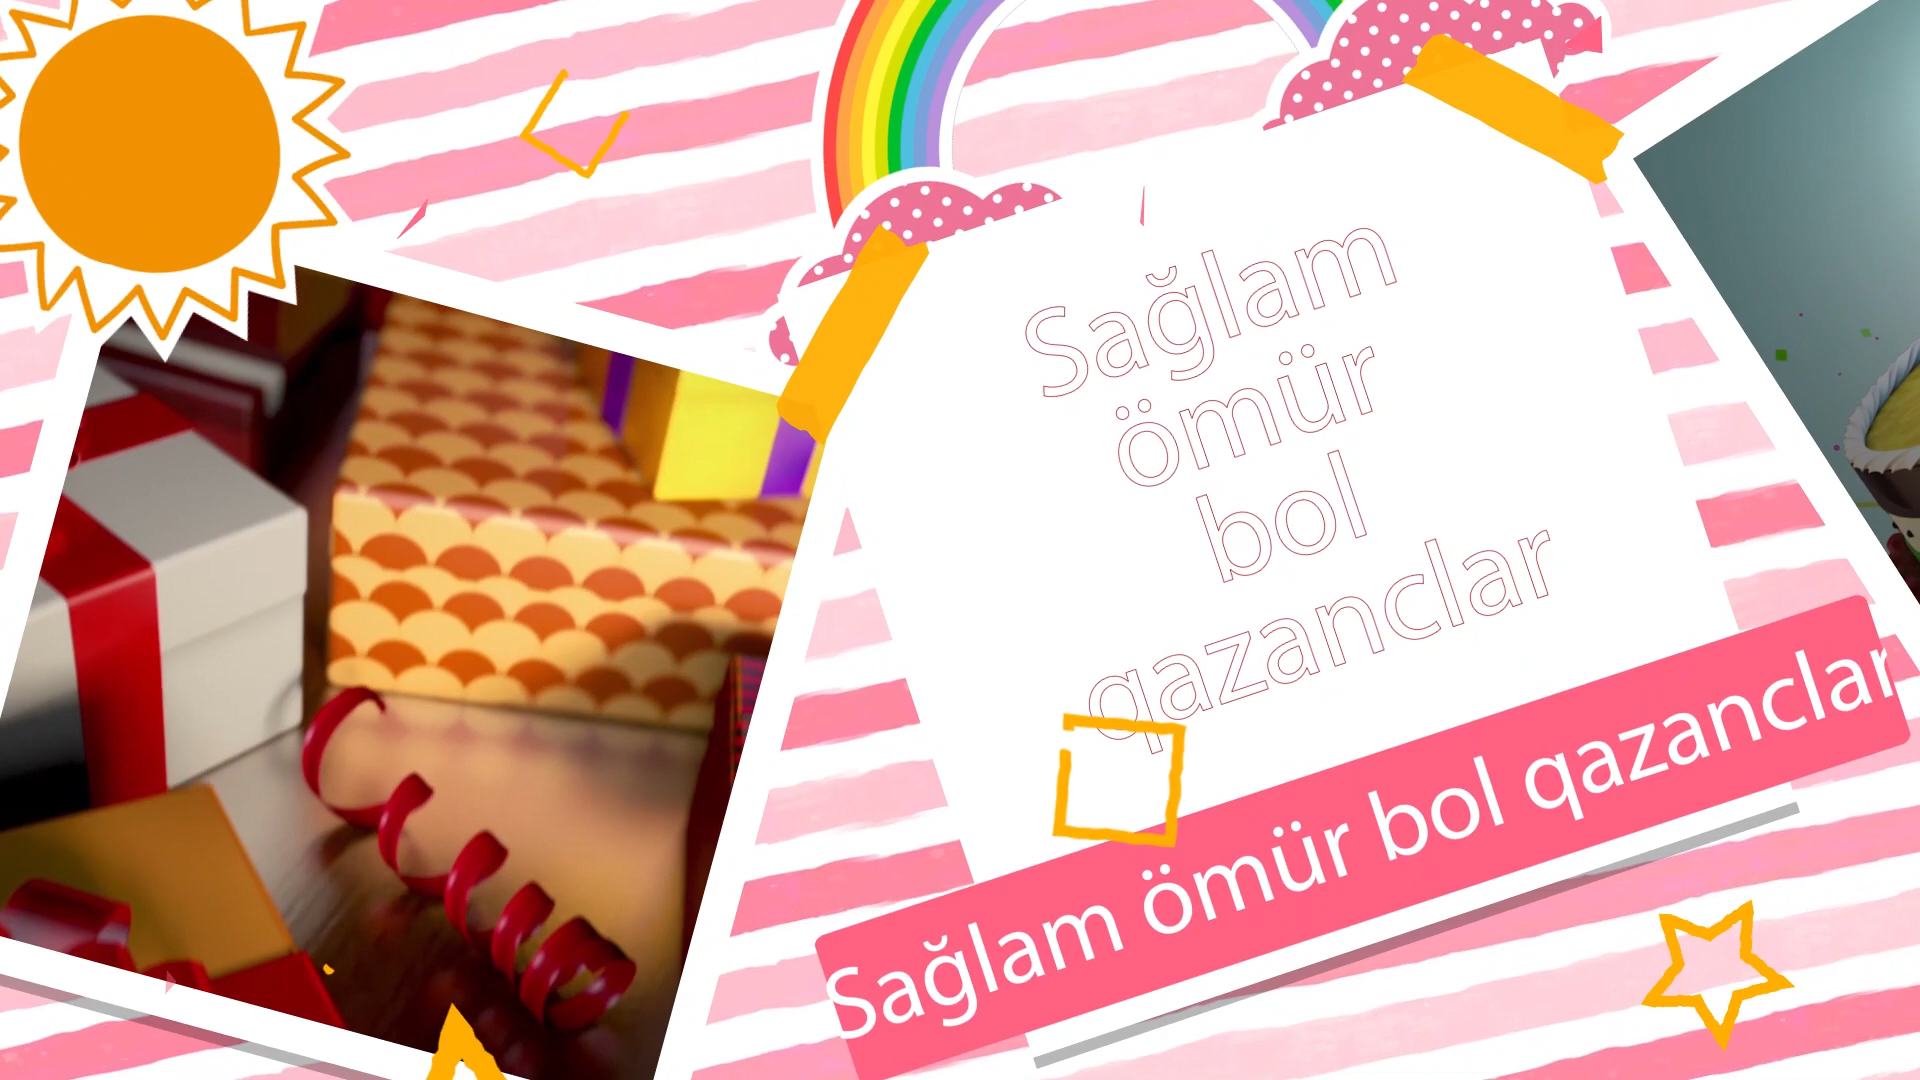 Sağlam
ömür
bol
qazanclar
Sağlam ömür bol qazanclar